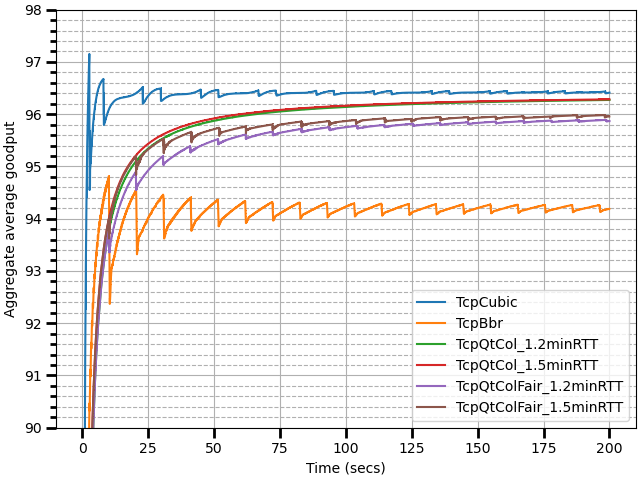 98
97
96
95
94
93
92
91
90
Aggregate average goodput
0
25
50
75
100
125
150
175
200
Time (secs)
TcpCubic
TcpBbr
TcpQtCol_1.2minRTT
TcpQtCol_1.5minRTT
TcpQtColFair_1.2minRTT
TcpQtColFair_1.5minRTT